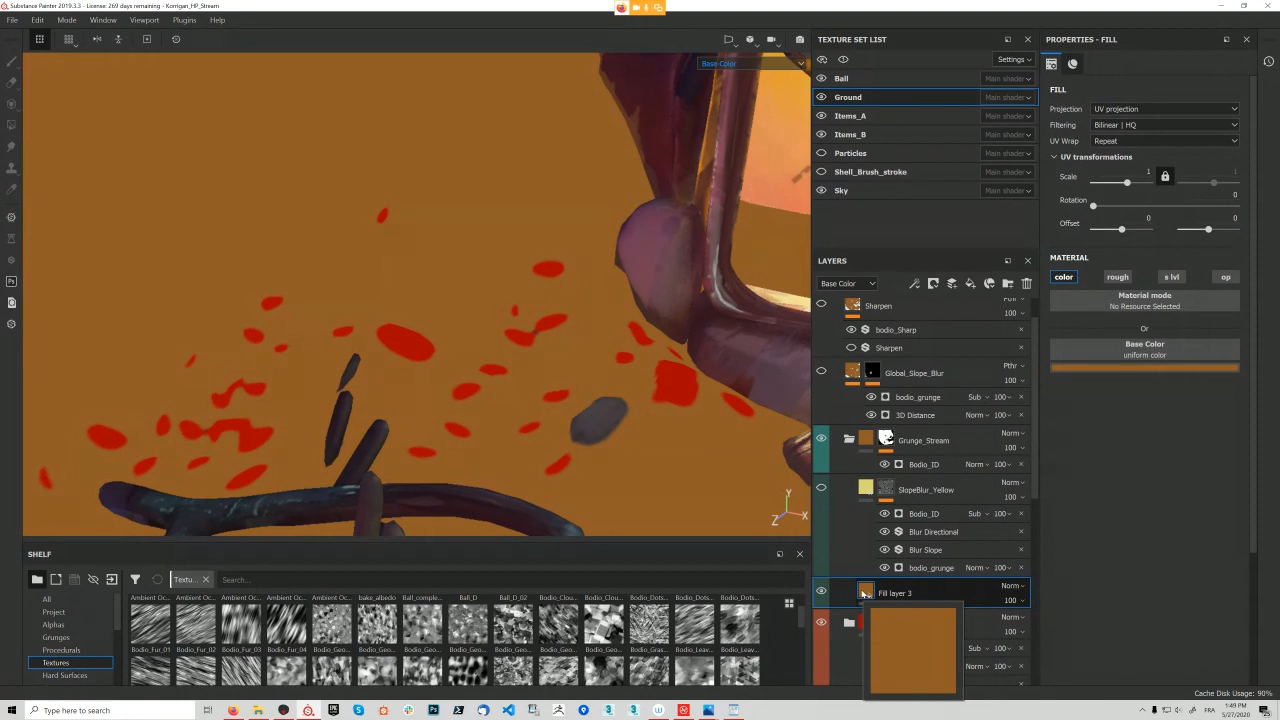 Substance Painter 2019.3.3 - License: 269 days remaining - Korrigan_HP_Stream
File Edit Mode Window Viewport Plugins Help
Base Color
TEXTURE SET LIST
Settings
Ball Main shader
Ground Main shader
Items_A Main shader
Items_B Main shader
Particles Main shader
Shell_Brush_stroke Main shader
Sky Main shader
LAYERS
Base Color
Sharpen Pthr
100
bodio_Sharp
Sharpen
Global_Slope_Blur Pthr
100
bodio_grunge Sub 100
3D Distance Norm 100
Grunge_Stream Norm
100
Bodio_ID Norm 100
SlopeBlur_Yellow Norm
100
Bodio_ID Sub 100
Blur Directional
Blur Slope
bodio_grunge Norm 100
Fill layer 3 Norm
100
Norm
100
Sub 100
Norm 100
PROPERTIES - FILL
FILL
Projection UV projection
Filtering Bilinear | HQ
UV Wrap Repeat
UV transformations
Scale 1 1
Rotation 0
Offset 0 0
MATERIAL
color rough s lvl op
Material mode
No Resource Selected
Or
Base Color
uniform color
Y
Z X
SHELF
Textu... Search...
All
Project
Alphas
Grunges
Procedurals
Textures
Hard Surfaces
Ambient Oc... Ambient Oc... Ambient Oc... Ambient Oc... bake_albedo Ball_comple... Ball_D Ball_D_02 Bodio_Clou... Bodio_Clou... Bodio_Dots... Bodio_Dots... Bodio_Dots... Bodio_Dots...
Bodio_Fur_01 Bodio_Fur_02 Bodio_Fur_03 Bodio_Fur_04 Bodio_Geo... Bodio_Geo... Bodio_Geo... Bodio_Geo... Bodio_Geo... Bodio_Geo... Bodio_Geo... Bodio_Gras... Bodio_Leav... Bodio_Leav...
Cache Disk Usage: 90%
Type here to search
FRA
1:49 PM
5/27/2020